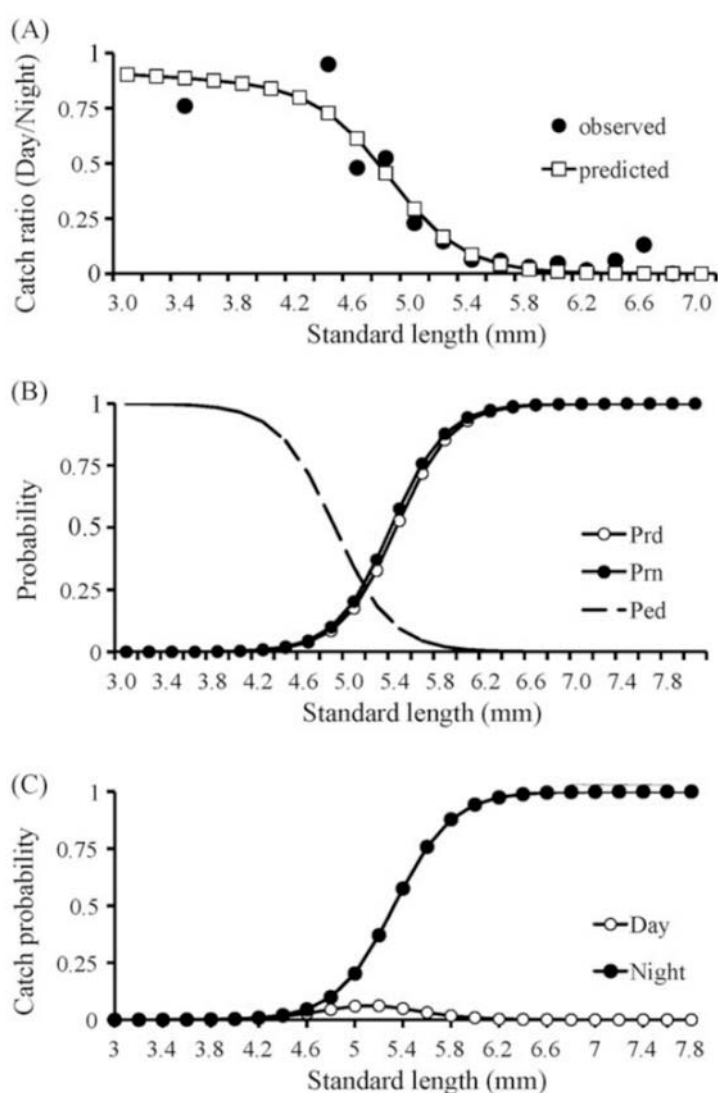 (A)
Catch ratio (Day/Night)
1
0.75
0.5
0.25
0
observed
predicted
3.0 3.4 3.8 4.2 4.6 5.0 5.4 5.8 6.2 6.6 7.0
Standard length (mm)
(B)
Probability
1
0.75
0.5
0.25
0
Prd
Prn
Ped
3.0 3.4 3.8 4.2 4.6 5.0 5.4 5.8 6.2 6.6 7.0 7.4 7.8
Standard length (mm)
(C)
Catch probability
1
0.75
0.5
0.25
0
Day
Night
3 3.4 3.8 4.2 4.6 5 5.4 5.8 6.2 6.6 7 7.4 7.8
Standard length (mm)